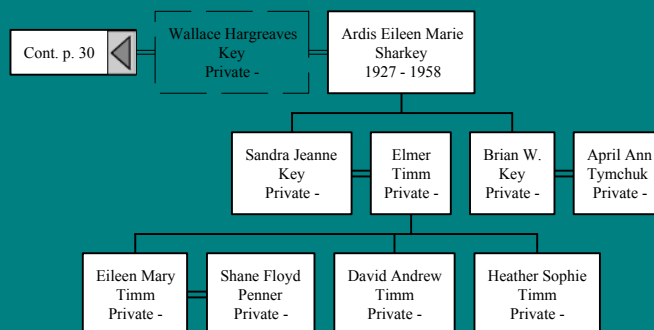 Cont. p. 30
Wallace Hargreaves
Key
Private -
Ardis Eileen Marie
Sharkey
1927 - 1958
Sandra Jeanne
Key
Private -
Elmer
Timm
Private -
Brian W.
Key
Private -
April Ann
Tymchuk
Private -
Eileen Mary
Timm
Private -
Shane Floyd
Penner
Private -
David Andrew
Timm
Private -
Heather Sophie
Timm
Private -